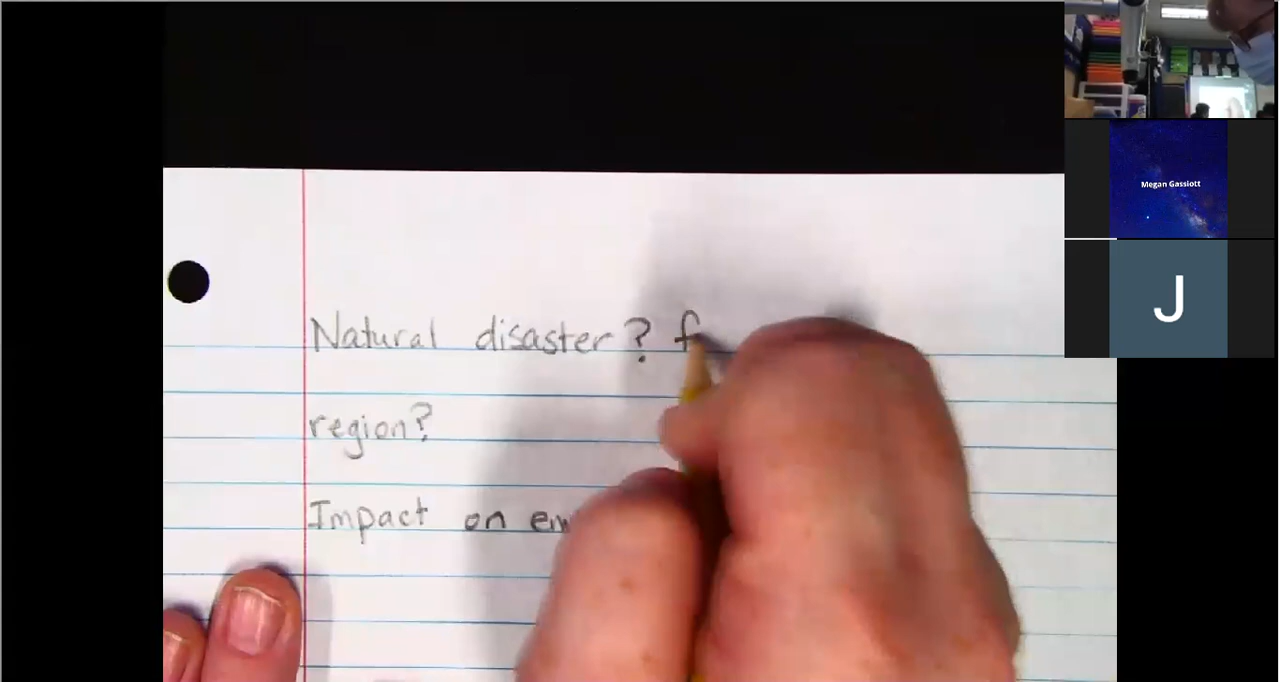 Natural disaster? f
region?
Impact on en
Megan Gassiott
J